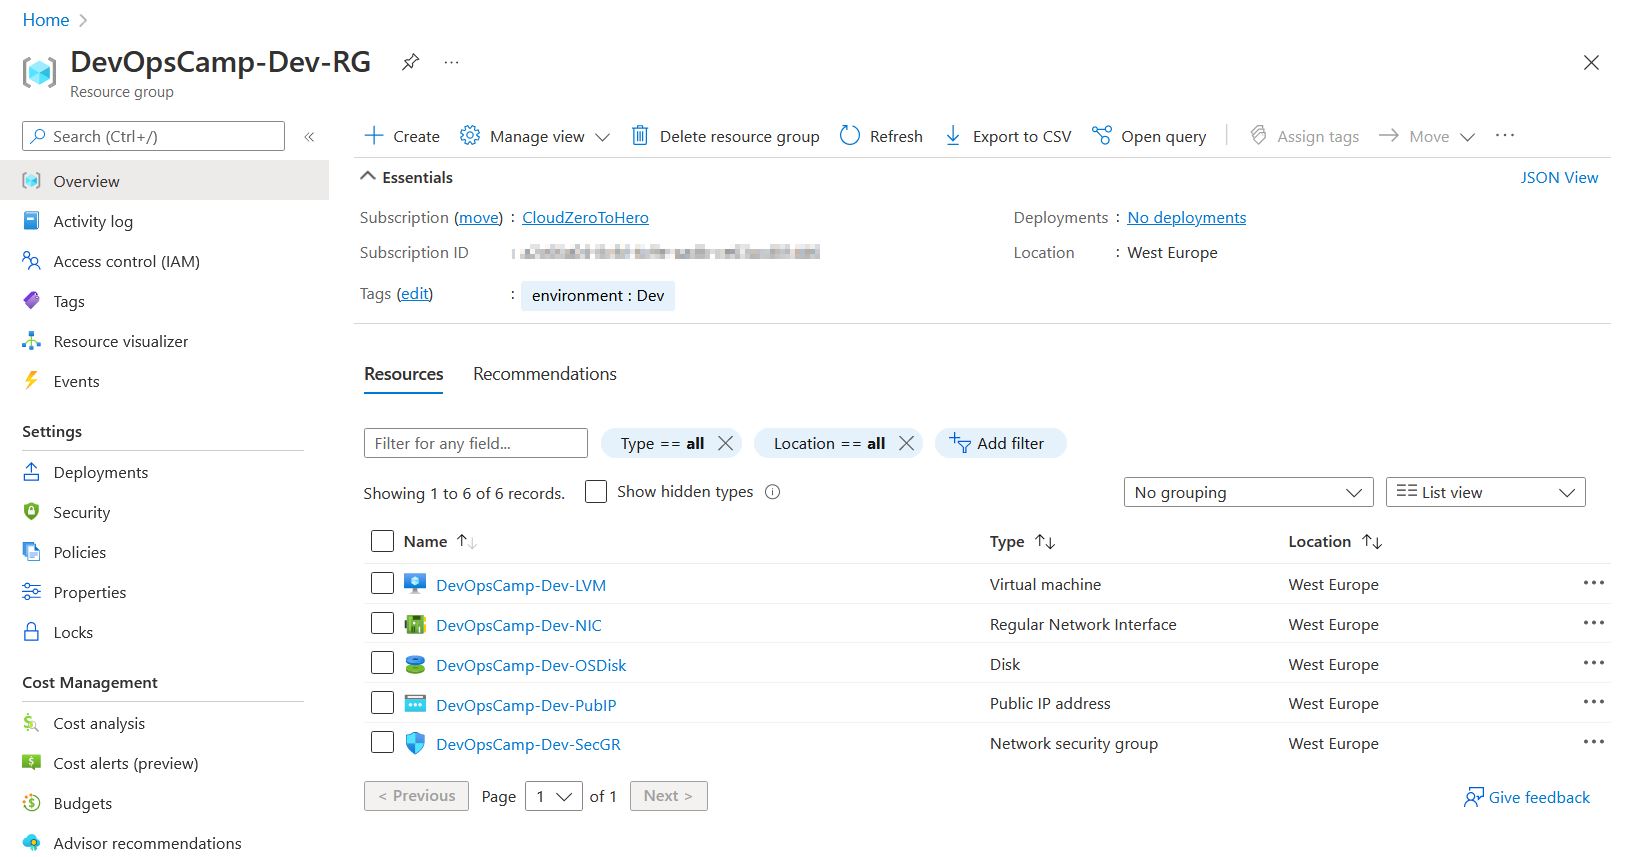 Home
DevOpsCamp-Dev-RG
Resource group
Search (Ctrl+/)
Overview
Activity log
Access control (IAM)
Tags
Resource visualizer
Events
Settings
Deployments
Security
Policies
Properties
Locks
Cost Management
Cost analysis
Cost alerts (preview)
Budgets
Advisor recommendations
Create Manage view Delete resource group Refresh Export to CSV Open query Assign tags Move
Essentials JSON View
Subscription (move) : CloudZeroToHero Deployments : No deployments
Subscription ID : Location : West Europe
Tags (edit) : environment : Dev
Resources Recommendations
Filter for any field... Type == all Location == all Add filter
Showing 1 to 6 of 6 records. Show hidden types No grouping List view
Name Type Location
DevOpsCamp-Dev-LVM Virtual machine West Europe
DevOpsCamp-Dev-NIC Regular Network Interface West Europe
DevOpsCamp-Dev-OSDisk Disk West Europe
DevOpsCamp-Dev-PubIP Public IP address West Europe
DevOpsCamp-Dev-SecGR Network security group West Europe
< Previous Page 1 of 1 Next >
Give feedback